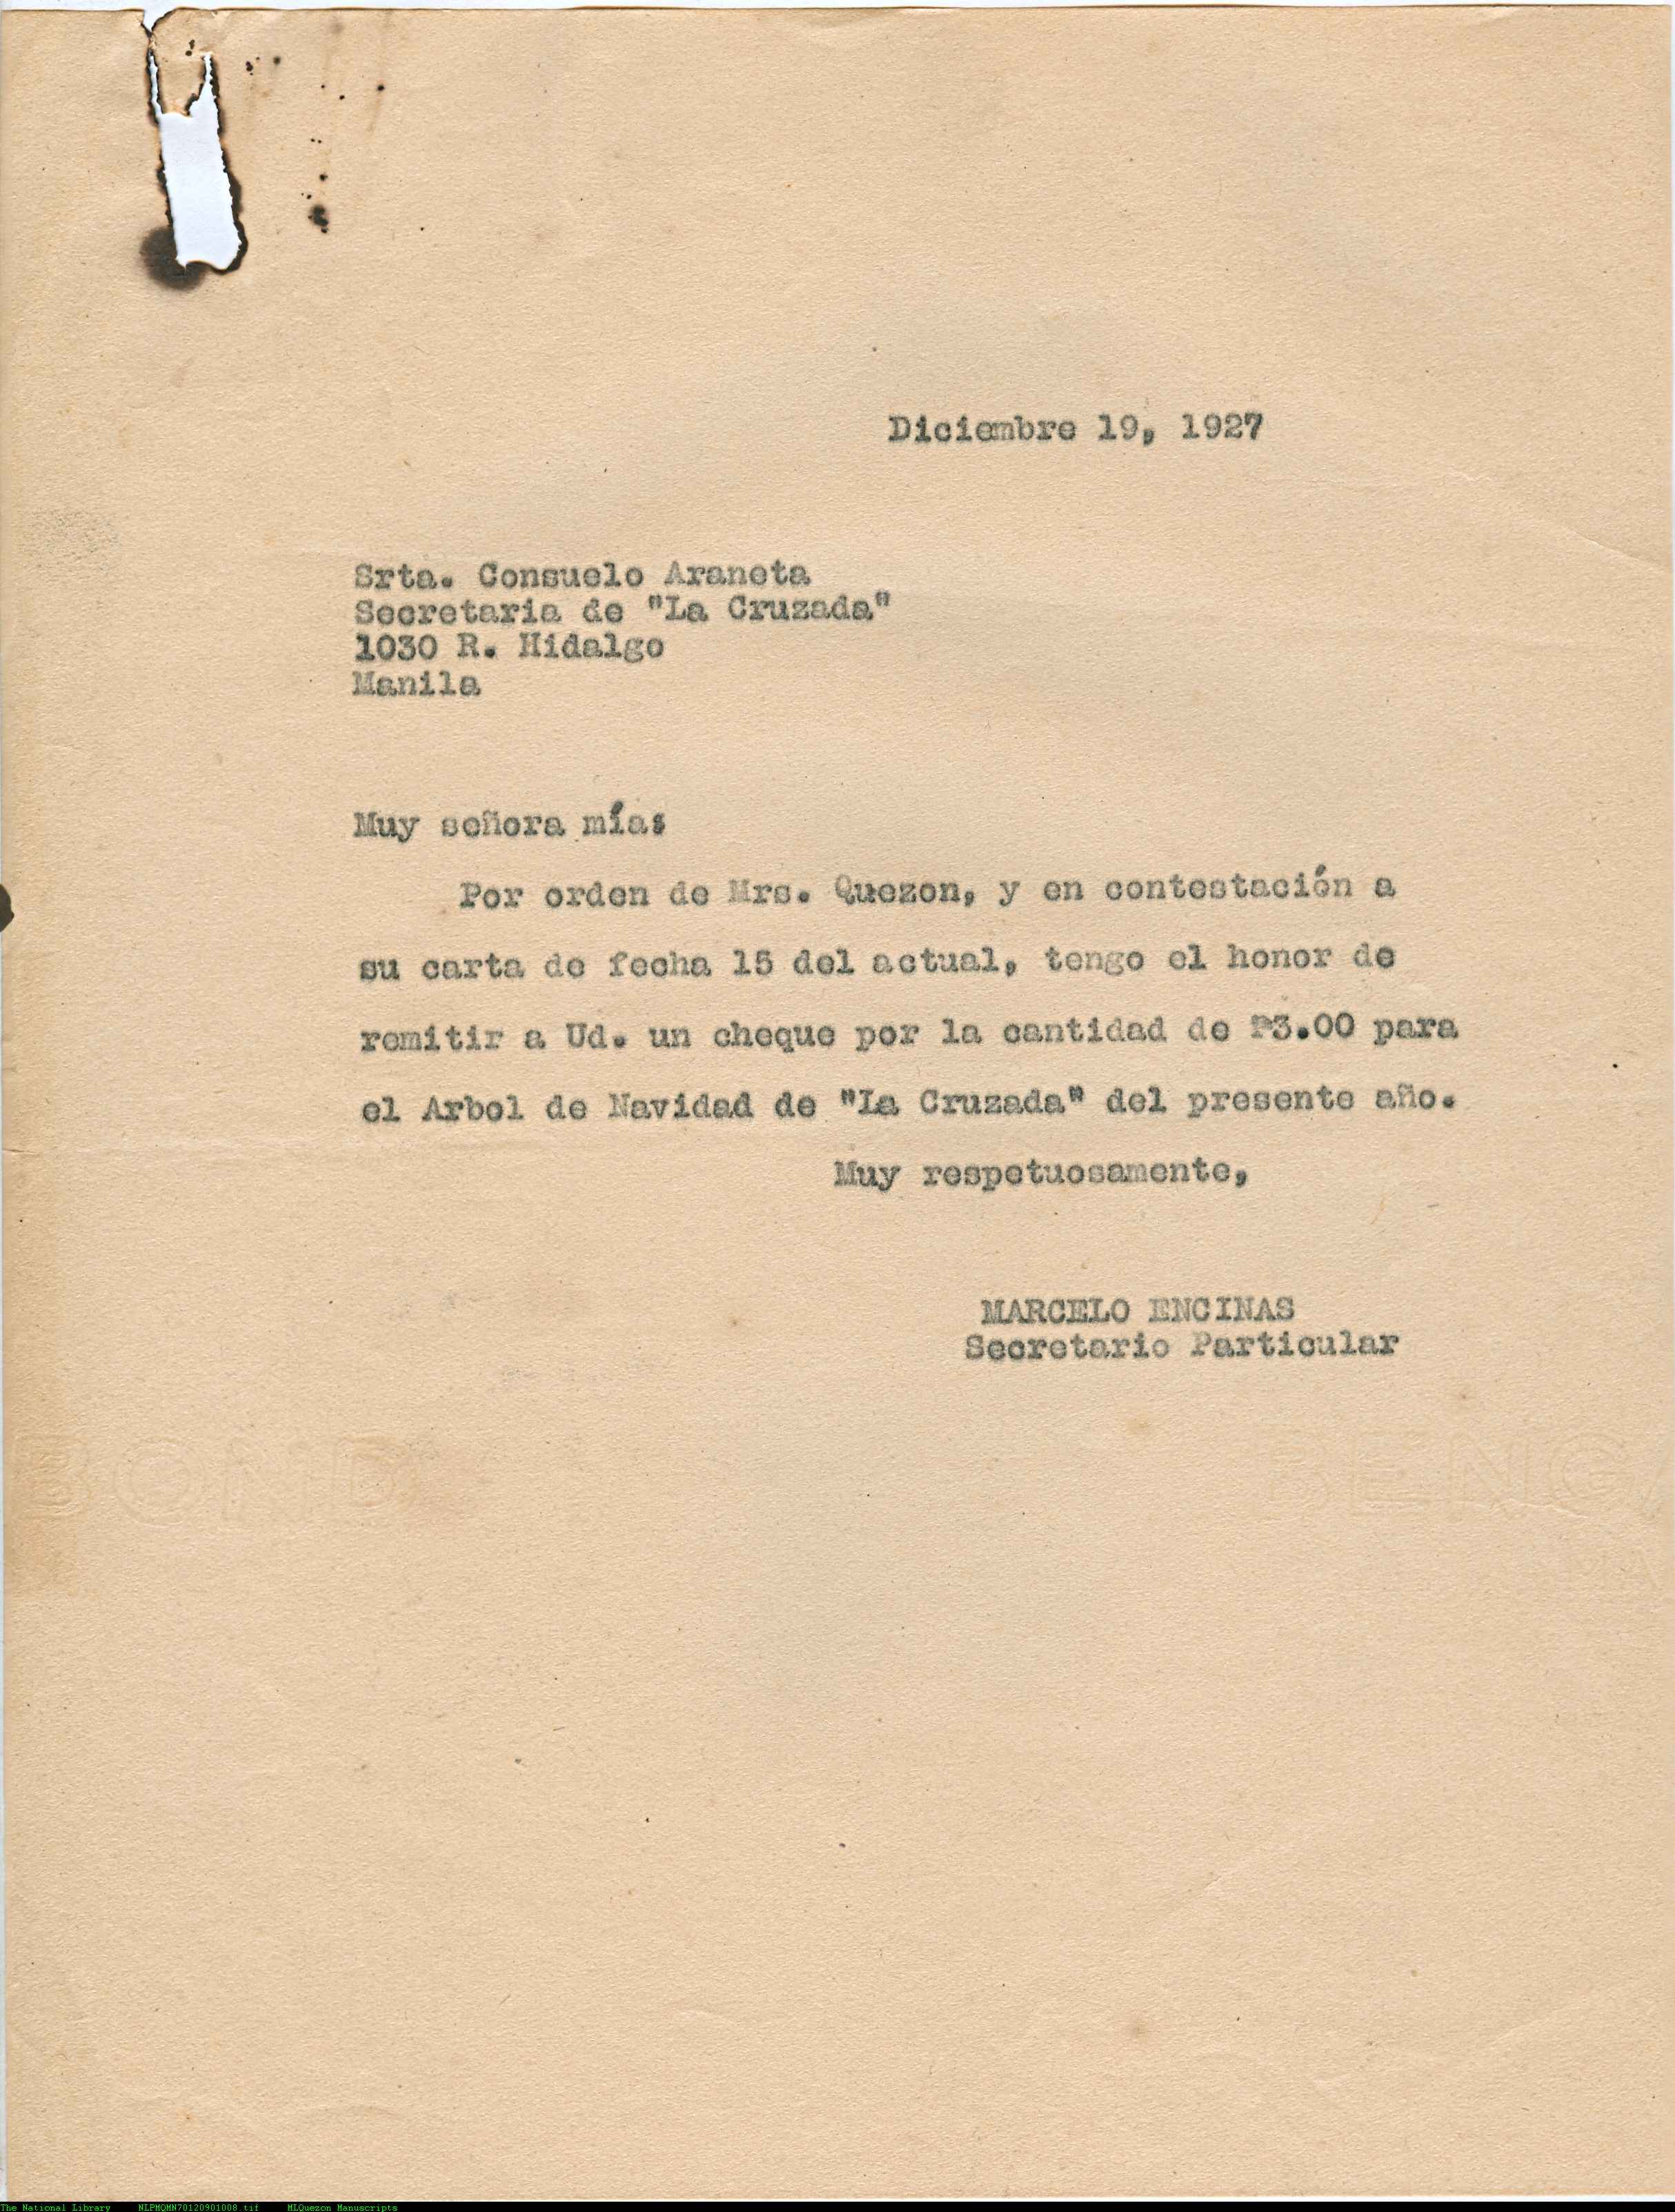 Diciembre 19, 1927
Srta. Consuelo Araneta
Secretaria de "La Cruzada"
1030 R. Hidalgo
Manila
Muy señora mía:
Por orden de Mrs. Quezon, y en contestación a
su carta de fecha 15 del actual, tengo el honor de
remitir a Ud. un cheque por la cantidad de ₱3.00 para
el Arbol de Navidad de "La Cruzada" del presente año.
Muy respetuosamente,
MARCELO ENCINAS
Secretario Particular
BOND
The National Library NLPMQMN70120901008.tif MLQuezon Manuscripts